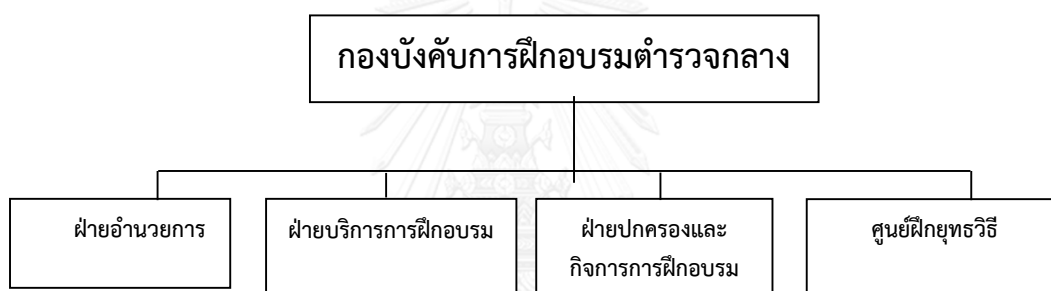 กองบังคับการฝึกอบรมตำรวจกลาง
ฝ่ายอำนวยการ
ฝ่ายบริการการฝึกอบรม
ฝ่ายปกครองและ
กิจการการฝึกอบรม
ศูนย์ฝึกยุทธวิธี